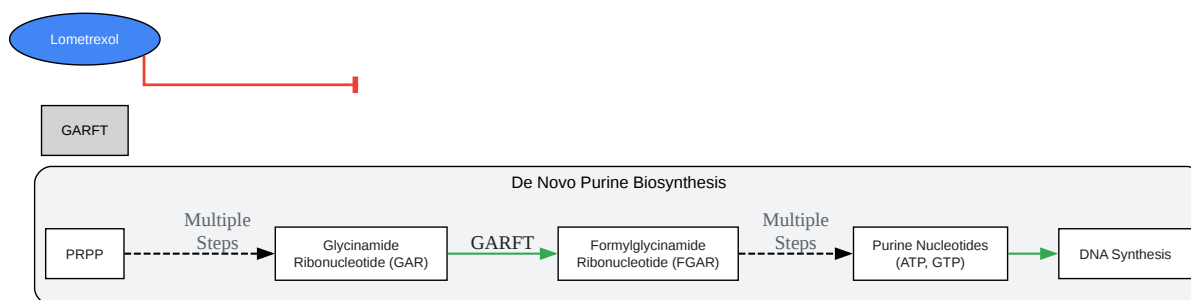 Lometrexol
GARFT
De Novo Purine Biosynthesis
PRPP
Multiple
Steps
Glycinamide
Ribonucleotide (GAR)
GARFT
Formylglycinamide
Ribonucleotide (FGAR)
Multiple
Steps
Purine Nucleotides
(ATP, GTP)
DNA Synthesis